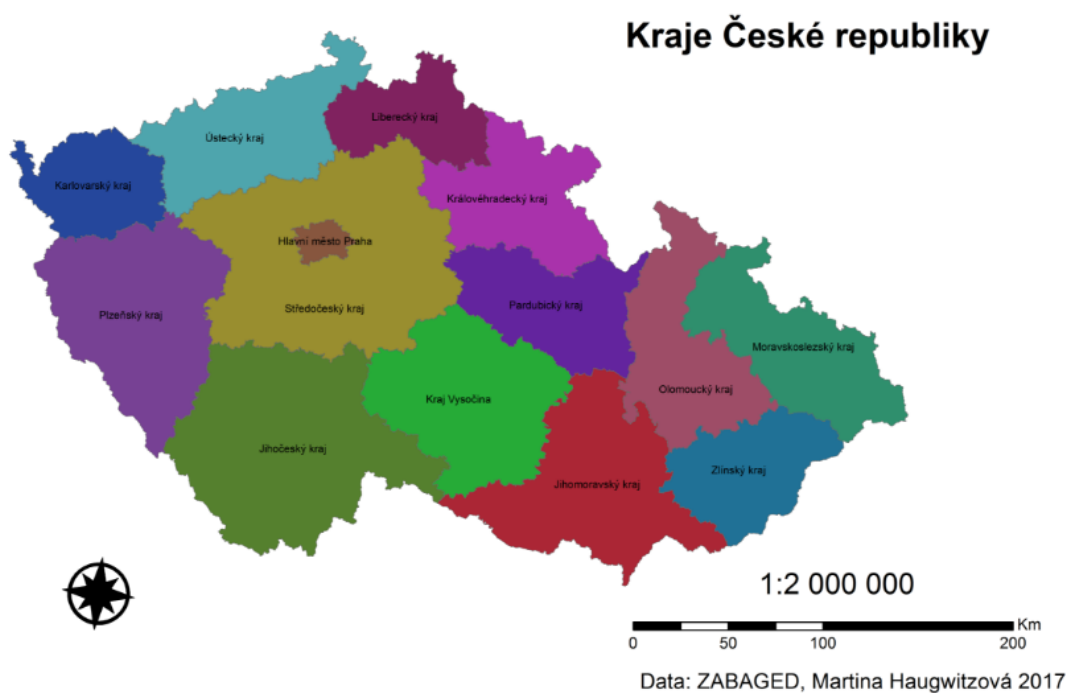 Kraje České republiky
Liberecký kraj
Ústecký kraj
Karlovarský kraj
Královéhradecký kraj
Hlavní město Praha
Středočeský kraj
Pardubický kraj
Plzeňský kraj
Moravskoslezský kraj
Olomoucký kraj
Kraj Vysočina
Jihočeský kraj
Zlínský kraj
Jihomoravský kraj
1:2 000 000
Km
0 50 100 200
Data: ZABAGED, Martina Haugwitzová 2017